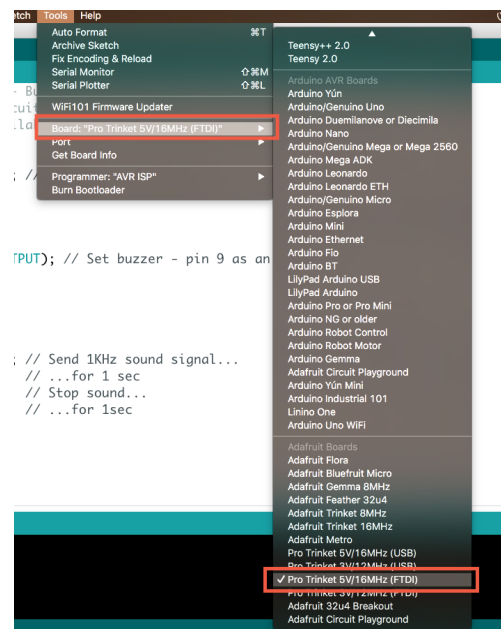 etch Tools Help
Auto Format ⌘T
Archive Sketch
Fix Encoding & Reload
Serial Monitor ⇧⌘M
Serial Plotter ⇧⌘L
WiFi101 Firmware Updater
Board: "Pro Trinket 5V/16MHz (FTDI)"
Port
Get Board Info
Programmer: "AVR ISP"
Burn Bootloader
- Bu
cuit
la
; //
TPUT); // Set buzzer - pin 9 as an
; // Send 1KHz sound signal...
// ...for 1 sec
// Stop sound...
// ...for 1sec
Teensy++ 2.0
Teensy 2.0
Arduino AVR Boards
Arduino Yún
Arduino/Genuino Uno
Arduino Duemilanove or Diecimila
Arduino Nano
Arduino/Genuino Mega or Mega 2560
Arduino Mega ADK
Arduino Leonardo
Arduino Leonardo ETH
Arduino/Genuino Micro
Arduino Esplora
Arduino Mini
Arduino Ethernet
Arduino Fio
Arduino BT
LilyPad Arduino USB
LilyPad Arduino
Arduino Pro or Pro Mini
Arduino NG or older
Arduino Robot Control
Arduino Robot Motor
Arduino Gemma
Adafruit Circuit Playground
Arduino Yún Mini
Arduino Industrial 101
Linino One
Arduino Uno WiFi
Adafruit Boards
Adafruit Flora
Adafruit Bluefruit Micro
Adafruit Gemma 8MHz
Adafruit Feather 32u4
Adafruit Trinket 8MHz
Adafruit Trinket 16MHz
Adafruit Metro
Pro Trinket 5V/16MHz (USB)
Pro Trinket 3V/12MHz (USB)
✓ Pro Trinket 5V/16MHz (FTDI)
Pro Trinket 3V/12MHz (FTDI)
Adafruit 32u4 Breakout
Adafruit Circuit Playground